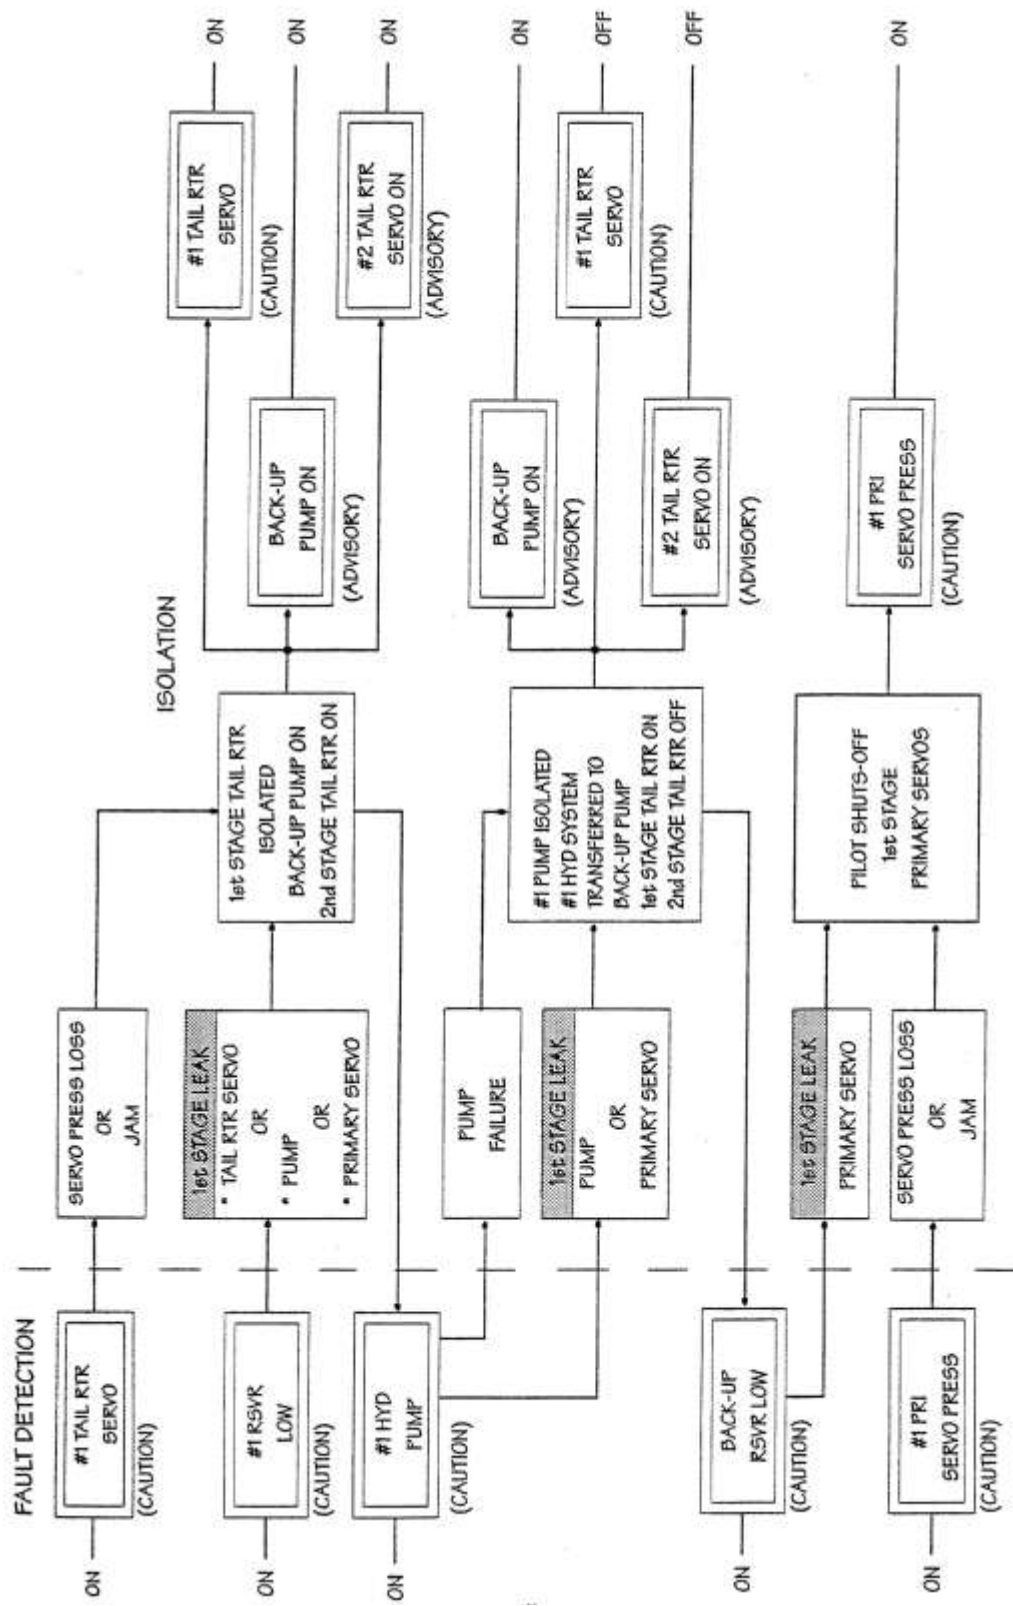 FAULT DETECTION
ISOLATION
ON
#1 TAIL RTR
SERVO
(CAUTION)
SERVO PRESS LOSS
OR
JAM
ON
#1 RSVR
LOW
(CAUTION)
1st STAGE LEAK
* TAIL RTR SERVO
OR
* PUMP
OR
* PRIMARY SERVO
1st STAGE TAIL RTR
ISOLATED
BACK-UP PUMP ON
2nd STAGE TAIL RTR ON
#1 TAIL RTR
SERVO
(CAUTION)
ON
BACK-UP
PUMP ON
(ADVISORY)
ON
#2 TAIL RTR
SERVO ON
(ADVISORY)
ON
ON
#1 HYD
PUMP
(CAUTION)
PUMP
FAILURE
1st STAGE LEAK
PUMP
OR
PRIMARY SERVO
#1 PUMP ISOLATED
#1 HYD SYSTEM
TRANSFERRED TO
BACK-UP PUMP
1st STAGE TAIL RTR ON
2nd STAGE TAIL RTR OFF
BACK-UP
PUMP ON
(ADVISORY)
ON
#1 TAIL RTR
SERVO
(CAUTION)
OFF
#2 TAIL RTR
SERVO ON
(ADVISORY)
OFF
ON
BACK-UP
RSVR LOW
(CAUTION)
1st STAGE LEAK
PRIMARY SERVO
ON
#1 PRI
SERVO PRESS
(CAUTION)
SERVO PRESS LOSS
OR
JAM
PILOT SHUTS-OFF
1st STAGE
PRIMARY SERVOS
#1 PRI
SERVO PRESS
(CAUTION)
ON